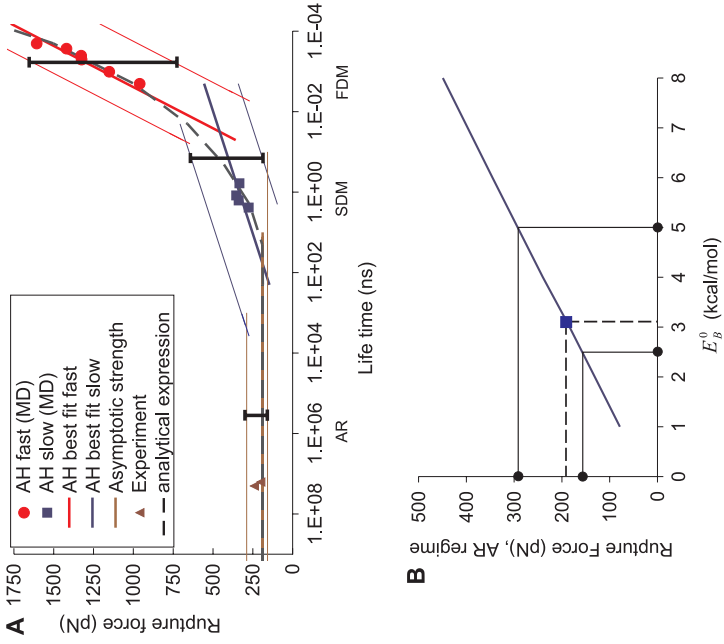 A
Rupture force (pN)
1750
1500
1250
1000
750
500
250
0
AH fast (MD)
AH slow (MD)
AH best fit fast
AH best fit slow
Asymptotic strength
Experiment
analytical expression
1.E+08
1.E+06
1.E+04
1.E+02
1.E+00
1.E-02
1.E-04
AR
SDM
FDM
Life time (ns)
B
Rupture Force (pN), AR regime
500
400
300
200
100
0
0
1
2
3
4
5
6
7
8
E_B^0 (kcal/mol)